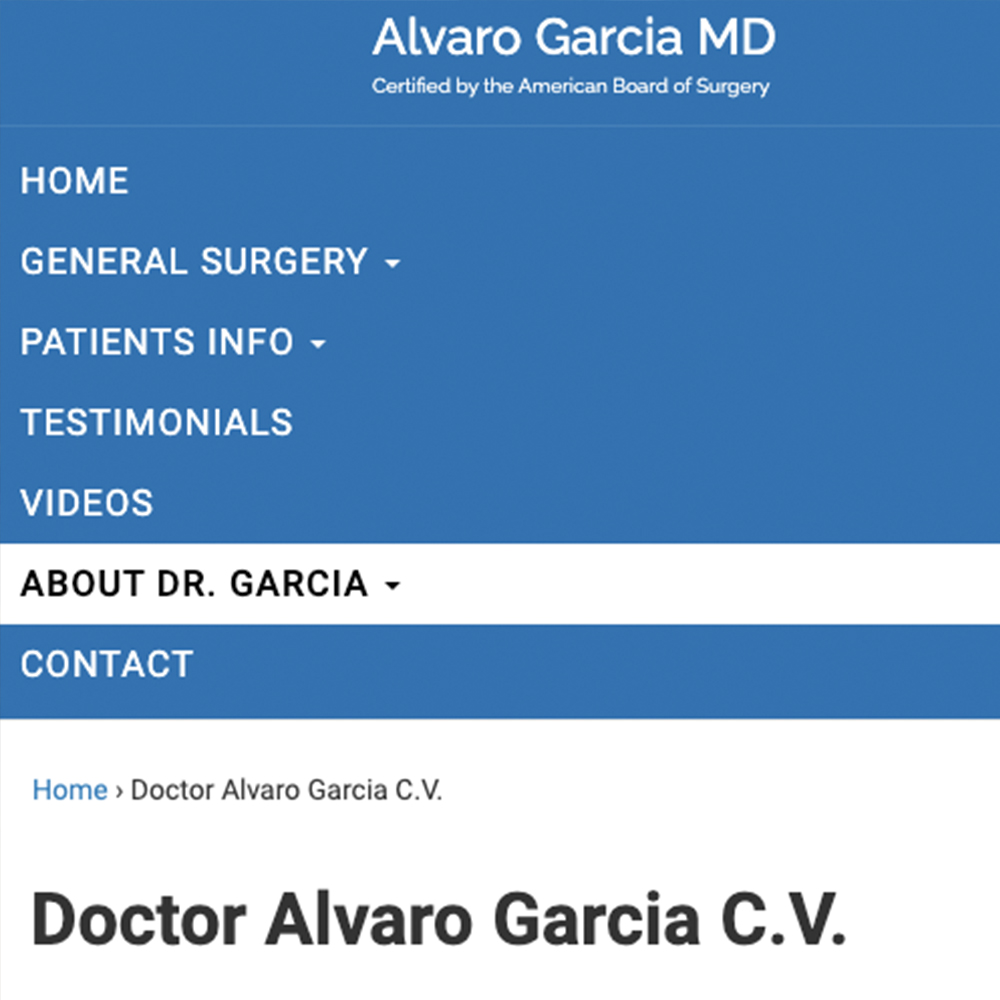 Alvaro Garcia MD
Certified by the American Board of Surgery
HOME
GENERAL SURGERY
PATIENTS INFO
TESTIMONIALS
VIDEOS
ABOUT DR. GARCIA
CONTACT
Home › Doctor Alvaro Garcia C.V.
Doctor Alvaro Garcia C.V.